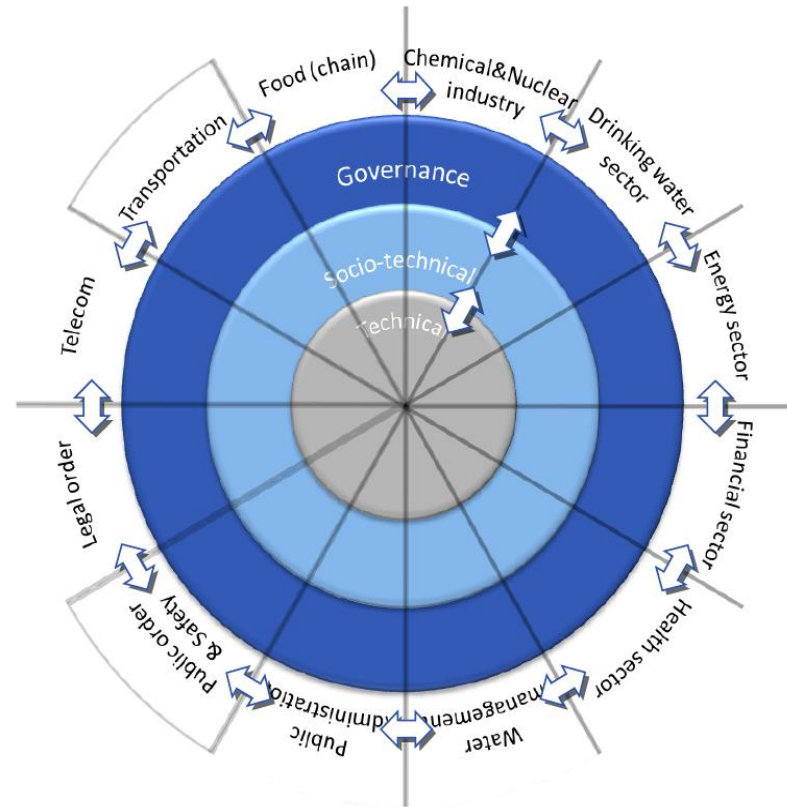 Food (chain)
Chemical&Nuclear
industry
Drinking water
sector
Energy sector
Financial sector
Health sector
Water
management
Public
Administration
Public order
& Safety
Legal order
Telecom
Transportation
Governance
Socio-technical
Technical